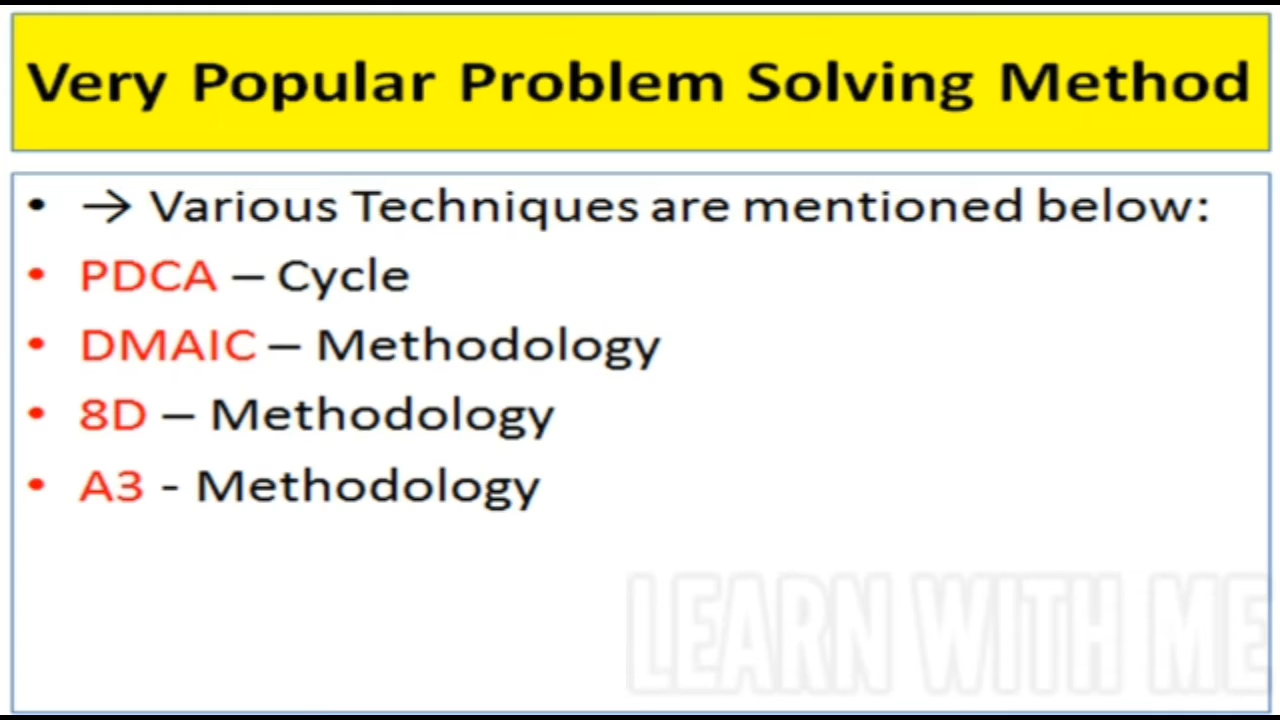 Very Popular Problem Solving Method
• → Various Techniques are mentioned below:
• PDCA – Cycle
• DMAIC – Methodology
• 8D – Methodology
• A3 - Methodology
LEARN WITH ME